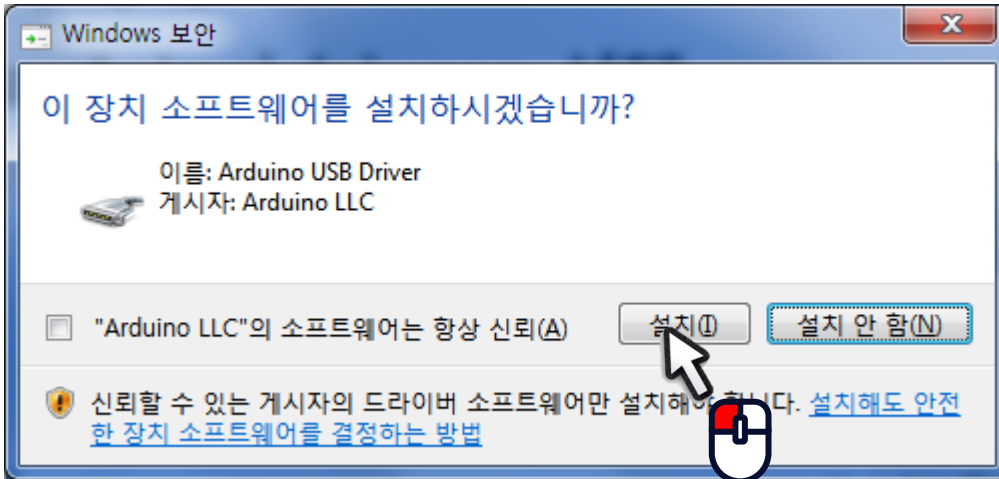 Windows 보안
이 장치 소프트웨어를 설치하시겠습니까?
이름: Arduino USB Driver
게시자: Arduino LLC
"Arduino LLC"의 소프트웨어는 항상 신뢰(A) 설치(I) 설치 안 함(N)
신뢰할 수 있는 게시자의 드라이버 소프트웨어만 설치해야 합니다. 설치해도 안전
한 장치 소프트웨어를 결정하는 방법